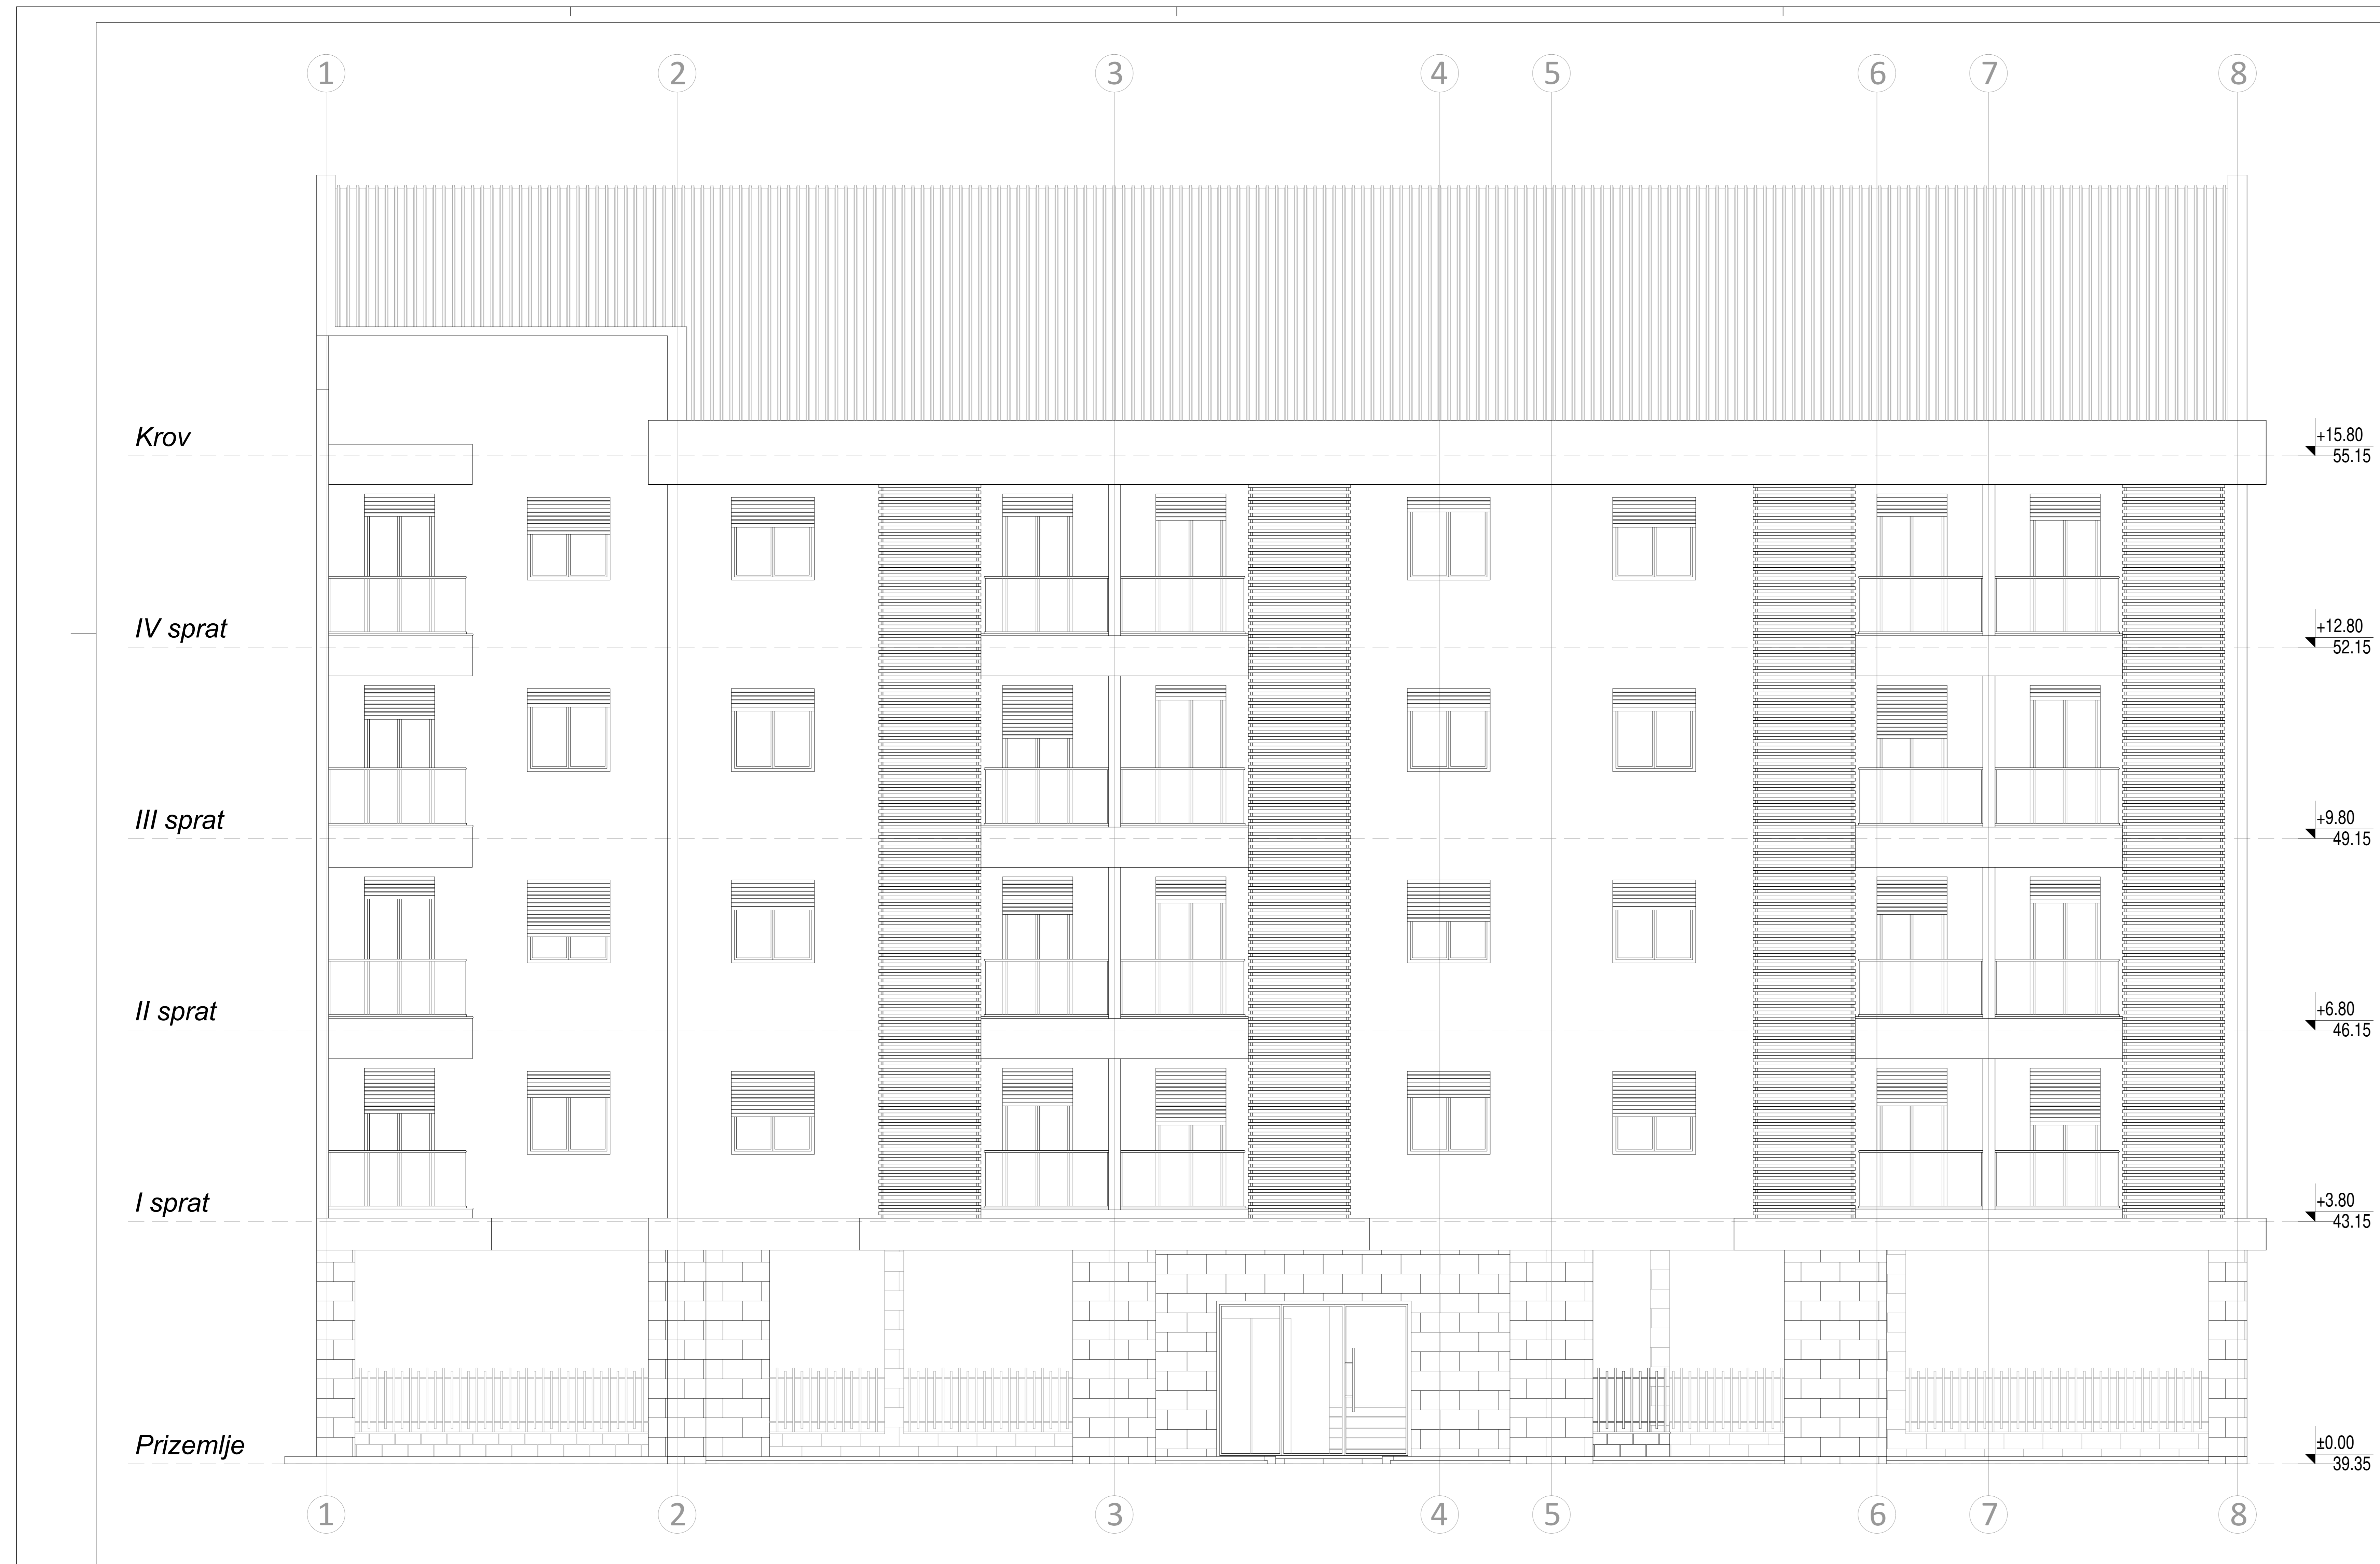 1 2 3 4 5 6 7 8
Krov
+15.80
55.15
IV sprat
+12.80
52.15
III sprat
+9.80
49.15
II sprat
+6.80
46.15
I sprat
+3.80
43.15
Prizemlje
±0.00
39.35
1 2 3 4 5 6 7 8